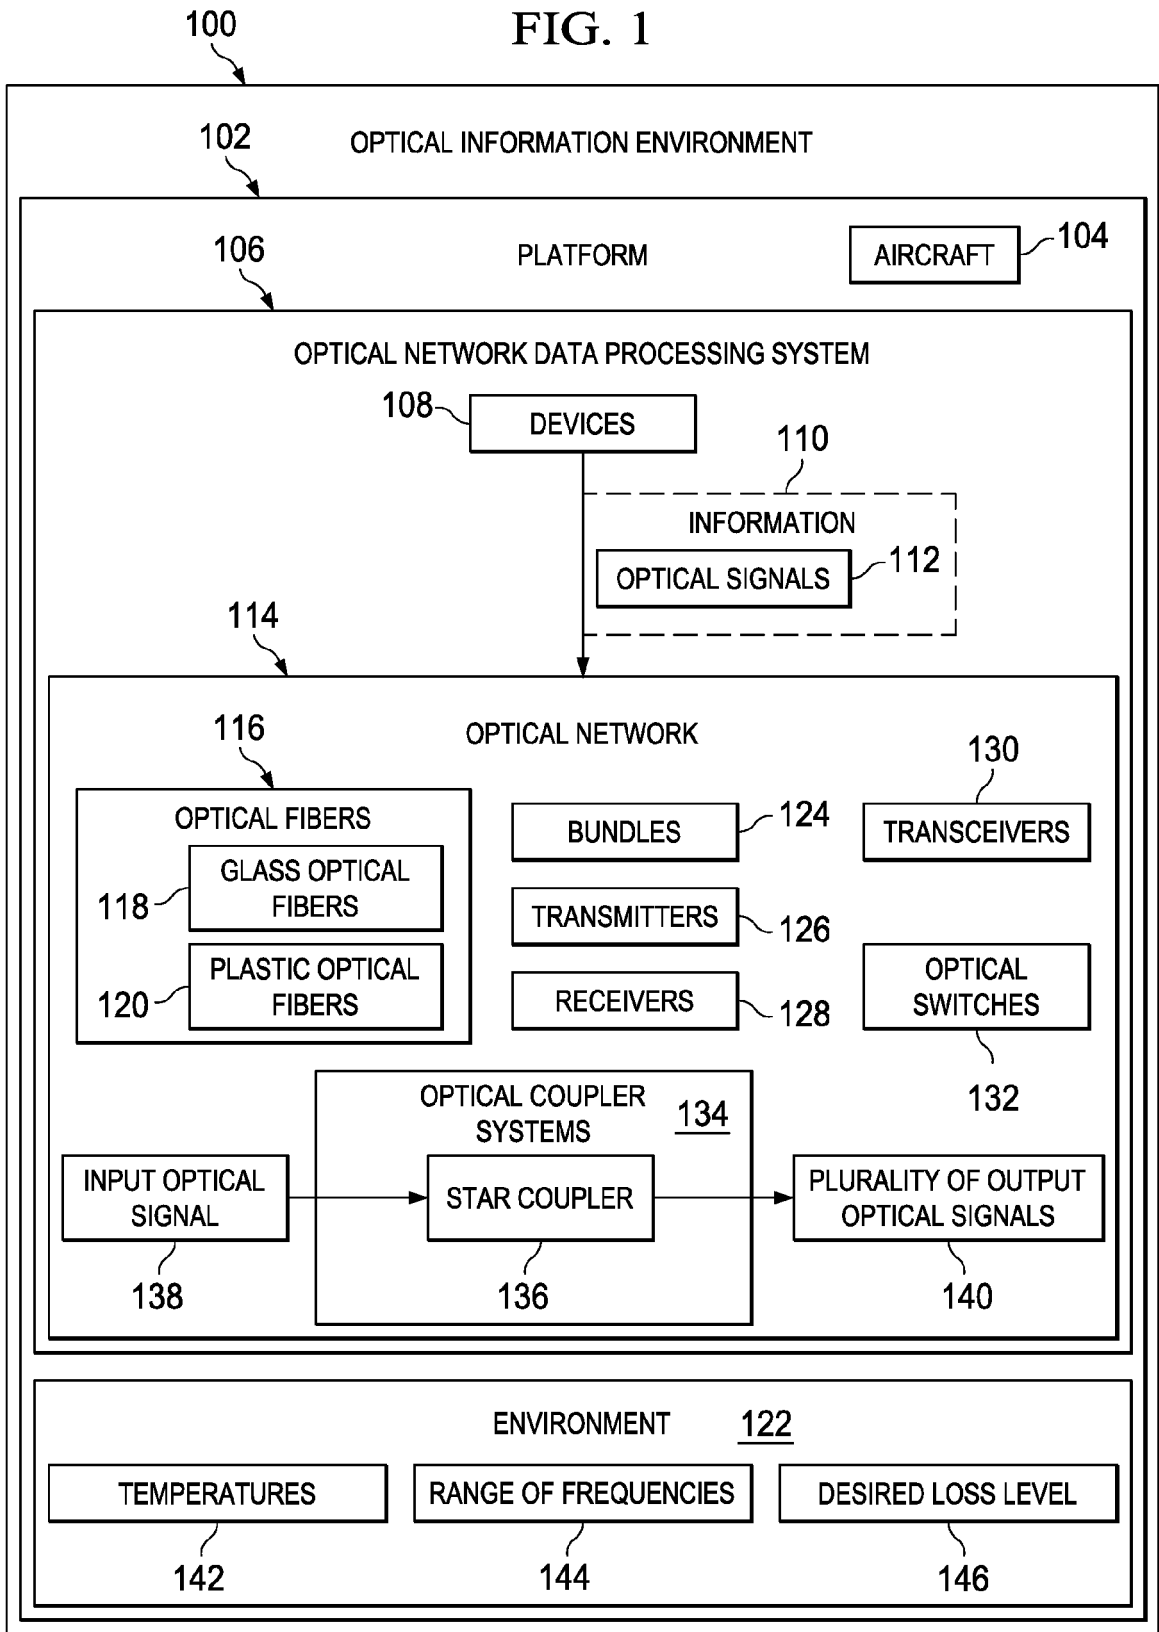 FIG. 1
100
OPTICAL INFORMATION ENVIRONMENT
102
PLATFORM
AIRCRAFT
104
106
OPTICAL NETWORK DATA PROCESSING SYSTEM
108
DEVICES
110
INFORMATION
OPTICAL SIGNALS
112
114
OPTICAL NETWORK
116
OPTICAL FIBERS
GLASS OPTICAL
FIBERS
118
PLASTIC OPTICAL
FIBERS
120
BUNDLES
124
TRANSMITTERS
126
RECEIVERS
128
130
TRANSCEIVERS
OPTICAL
SWITCHES
132
OPTICAL COUPLER
SYSTEMS
134
INPUT OPTICAL
SIGNAL
138
STAR COUPLER
136
PLURALITY OF OUTPUT
OPTICAL SIGNALS
140
ENVIRONMENT
122
TEMPERATURES
142
RANGE OF FREQUENCIES
144
DESIRED LOSS LEVEL
146